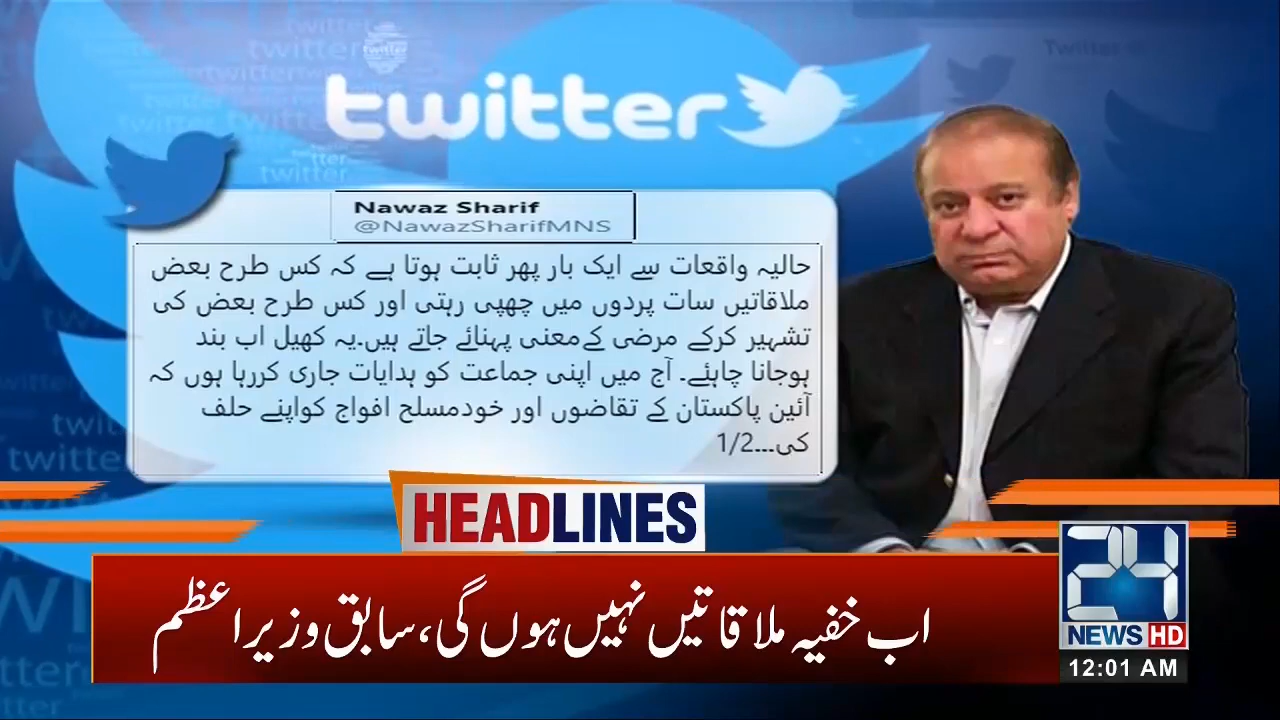 twitter
Nawaz Sharif
@NawazSharifMNS
حالیہ واقعات سے ایک بار پھر ثابت ہوتا ہے کہ کس طرح بعض
ملاقاتیں سات پردوں میں چھپی رہتی اور کس طرح بعض کی
تشہیر کرکے مرضی کےمعنی پہنائے جاتے ہیں۔یہ کھیل اب بند
ہوجانا چاہئے۔ آج میں اپنی جماعت کو ہدایات جاری کررہا ہوں کہ
آئین پاکستان کے تقاضوں اور خودمسلح افواج کواپنے حلف
کی...1/2
HEADLINES
اب خفیہ ملاقاتیں نہیں ہوں گی، سابق وزیراعظم
24
NEWS HD
12:01 AM